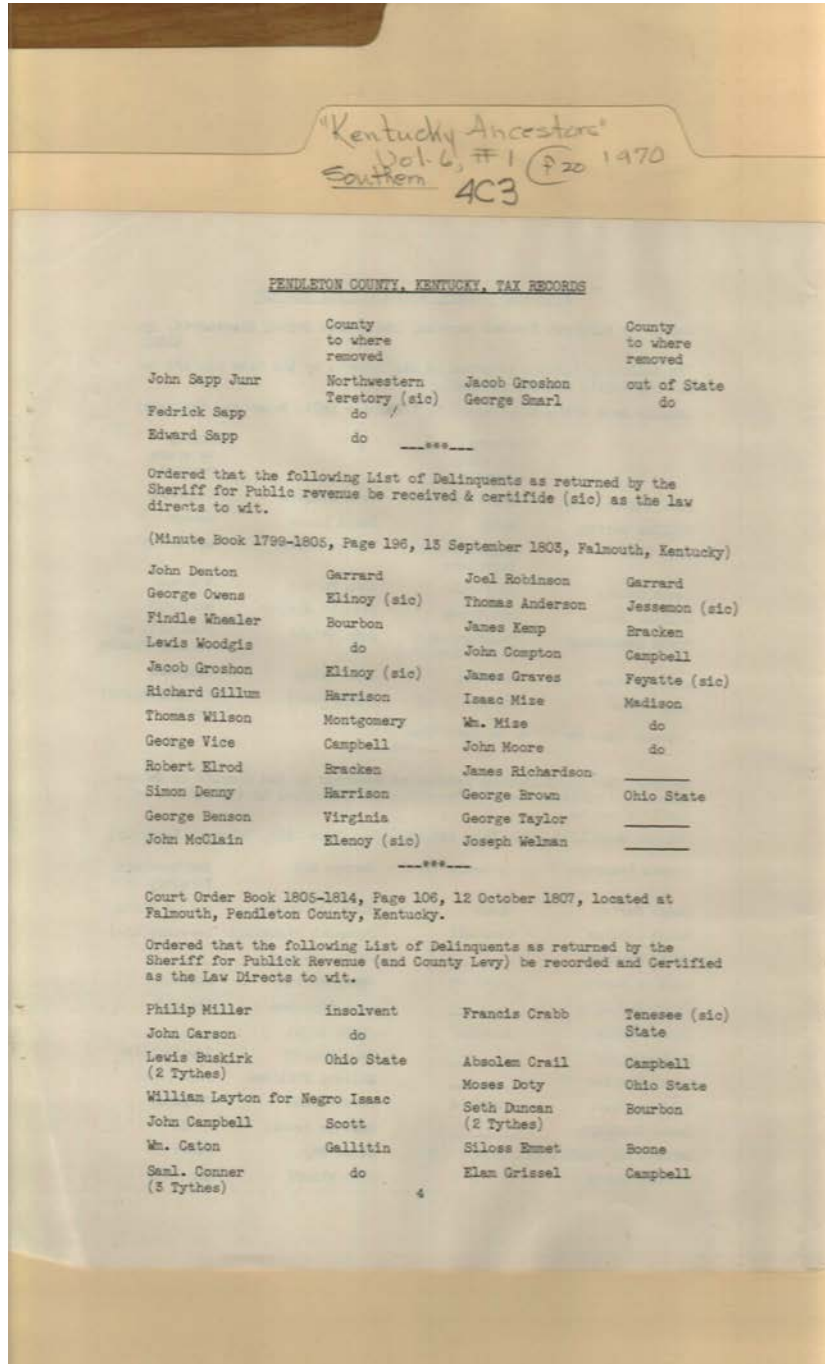 "Kentucky Ancestors"
Vol. 6, # 1 p 20 1970
Southern 4C3
PENDLETON COUNTY, KENTUCKY, TAX RECORDS
County County
to where to where
removed removed
John Sapp Junr Northwestern Jacob Groshon out of State
Teretory (sic) George Smarl do
Fedrick Sapp do
Edward Sapp do
---***---
Ordered that the following List of Delinquents as returned by the
Sheriff for Public revenue be received & certifide (sic) as the law
directs to wit.
(Minute Book 1799-1805, Page 196, 13 September 1803, Falmouth, Kentucky)
John Denton Garrard Joel Robinson Garrard
George Owens Elinoy (sic) Thomas Anderson Jessemon (sic)
Findle Whealer Bourbon James Kemp Bracken
Lewis Woodgis do John Compton Campbell
Jacob Groshon Elinoy (sic) James Graves Feyatte (sic)
Richard Gillum Harrison Isaac Mize Madison
Thomas Wilson Montgomery Wm. Mize do
George Vice Campbell John Moore do
Robert Elrod Bracken James Richardson ______
Simon Denny Harrison George Brown Ohio State
George Benson Virginia George Taylor ______
John McClain Elenoy (sic) Joseph Welman ______
---***---
Court Order Book 1805-1814, Page 106, 12 October 1807, located at
Falmouth, Pendleton County, Kentucky.
Ordered that the following List of Delinquents as returned by the
Sheriff for Publick Revenue (and County Levy) be recorded and Certified
as the Law Directs to wit.
Philip Miller insolvent Francis Crabb Tenesee (sic)
John Carson do State
Lewis Buskirk Ohio State Absolem Crail Campbell
(2 Tythes)
Moses Doty Ohio State
William Layton for Negro Isaac
Seth Duncan Bourbon
John Campbell Scott (2 Tythes)
Wm. Caton Gallitin Siloss Emmet Boone
Saml. Conner do Elam Grissel Campbell
(3 Tythes)
4